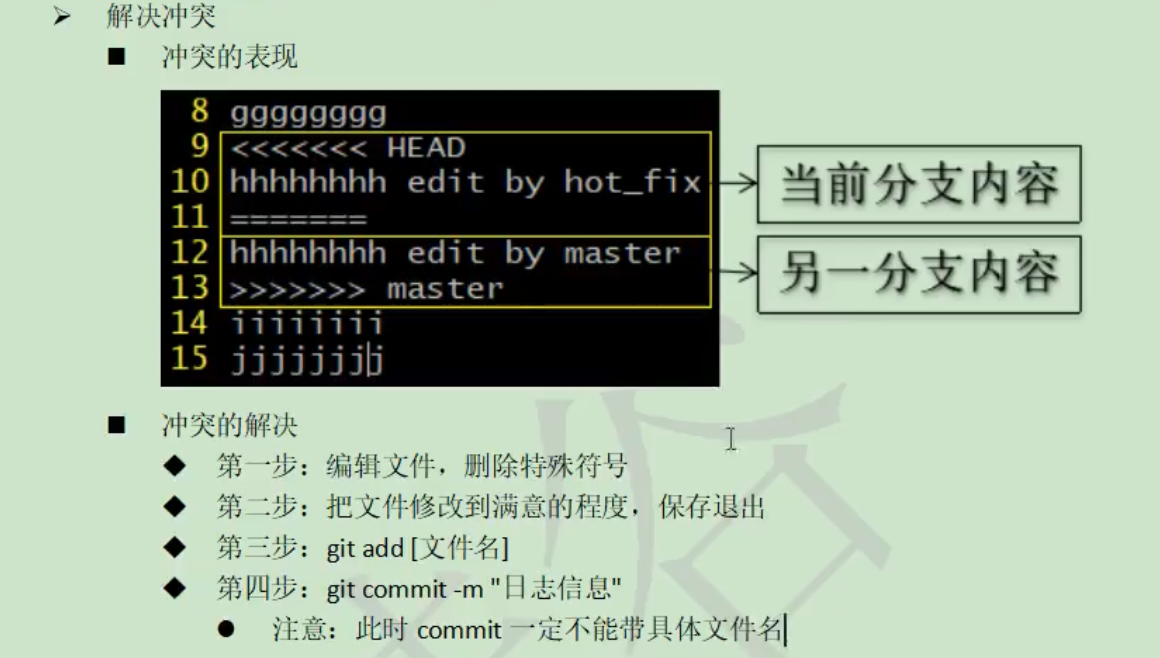 解决冲突
冲突的表现
8 gggggggg
9 <<<<<<< HEAD
10 hhhhhhhh edit by hot_fix
当前分支内容
11 =======
12 hhhhhhhh edit by master
另一分支内容
13 >>>>>>> master
14 iiiiiiii
15 jjjjjjjj
冲突的解决
第一步：编辑文件，删除特殊符号
第二步：把文件修改到满意的程度，保存退出
第三步：git add [文件名]
第四步：git commit -m "日志信息"
注意：此时 commit 一定不能带具体文件名